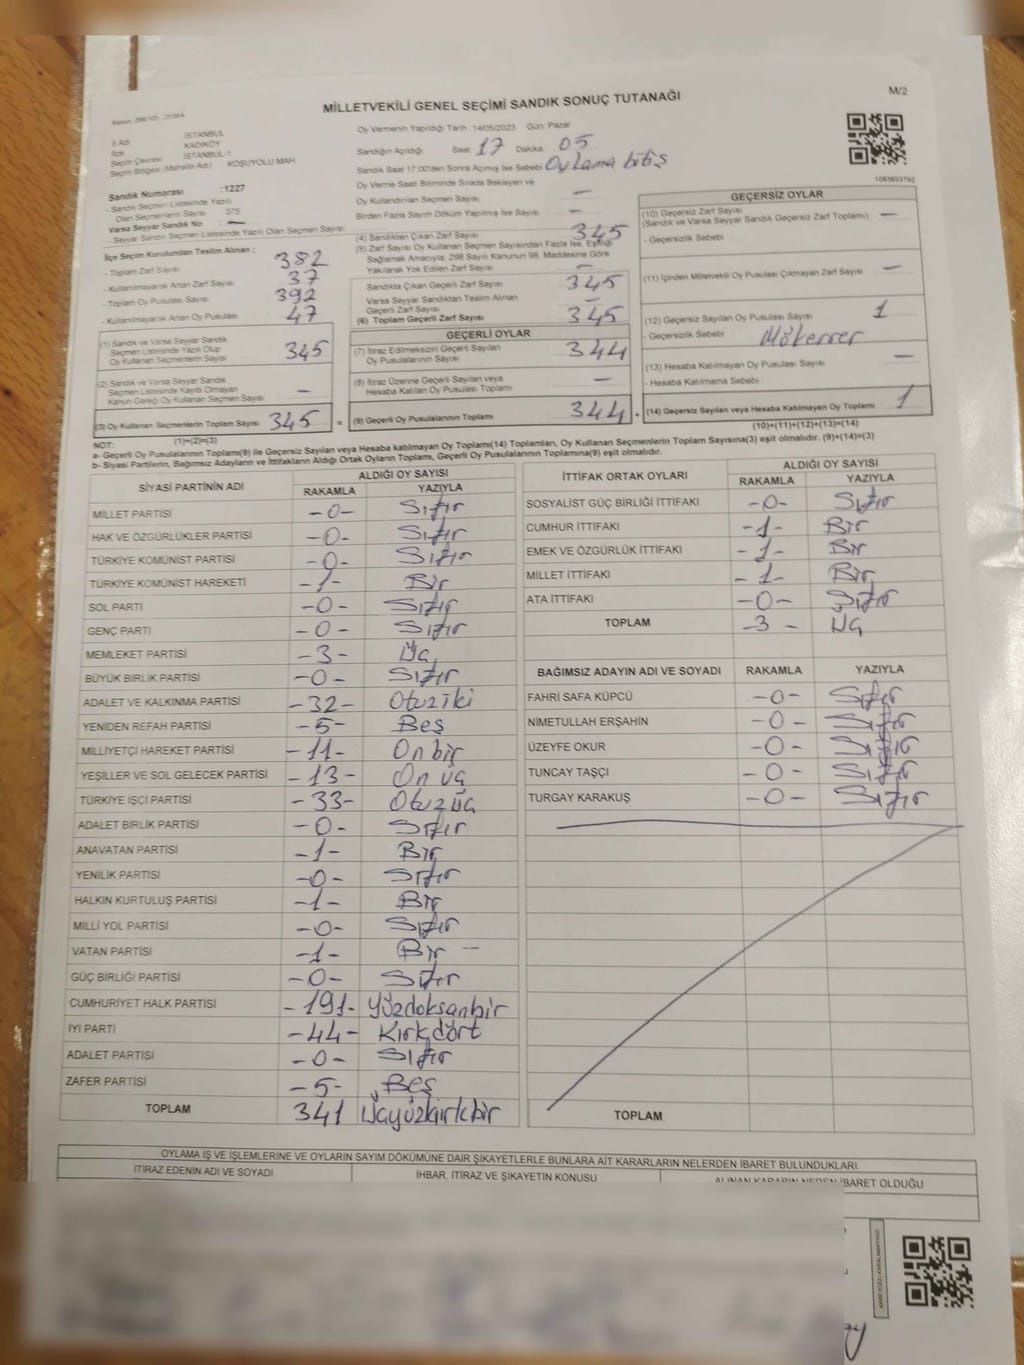 M/2
MİLLETVEKİLİ GENEL SEÇİMİ SANDIK SONUÇ TUTANAĞI
İl Adı İSTANBUL
İlçe KADIKÖY
Seçim Çevresi İSTANBUL-1
Seçim Bölgesi (Mahalle Adı) KOŞUYOLU MAH
Sandık Numarası :1227
- Sandık Seçmen Listesinde Yazılı
Olan Seçmenlerin Sayısı 375
Varsa Seyyar Sandık No : —
- Seyyar Sandık Seçmen Listesinde Yazılı Olan Seçmen Sayısı
İlçe Seçim Kurulundan Teslim Alınan :
- Toplam Zarf Sayısı 382
- Kullanılmayarak Artan Zarf Sayısı 37
- Toplam Oy Pusulası Sayısı 392
- Kullanılmayarak Artan Oy Pusulası 47
(1) Sandık ve Varsa Seyyar Sandık
Seçmen Listesinde Yazılı Olup
Oy Kullanan Seçmenlerin Sayısı 345
(2) Sandık ve Varsa Seyyar Sandık
Seçmen Listesinde Kayıtlı Olmayan
Kanun Gereği Oy Kullanan Seçmen Sayısı —
(3) Oy Kullanan Seçmenlerin Toplam Sayısı 345
(1)+(2)=(3)
Oy Vermenin Yapıldığı Tarih 14/05/2023 Gün: Pazar
Sandığın Açıldığı Saat 17 Dakika 05
Sandık Saat 17:00'den Sonra Açılmış İse Sebebi Oylama bitiş
Oy Verme Saati Bitiminde Sırada Bekleyen ve
Oy Kullandırılan Seçmen Sayısı —
Birden Fazla Sayım Döküm Yapılmış İse Sayısı —
(4) Sandıktan Çıkan Zarf Sayısı 345
(5) Zarf Sayısı Oy Kullanan Seçmen Sayısından Fazla İse, Eşitliği
Sağlamak Amacıyla; 298 Sayılı Kanunun 98. Maddesine Göre
Yakılarak Yok Edilen Zarf Sayısı —
Sandıkta Çıkan Geçerli Zarf Sayısı 345
Varsa Seyyar Sandıktan Teslim Alınan
Geçerli Zarf Sayısı —
(6) Toplam Geçerli Zarf Sayısı 345
GEÇERLİ OYLAR
(7) İtiraz Edilmeksizin Geçerli Sayılan
Oy Pusulalarının Sayısı 344
(8) İtiraz Üzerine Geçerli Sayılan veya
Hesaba Katılan Oy Pusulası Toplamı —
= (9) Geçerli Oy Pusulalarının Toplamı 344 +
1083653792
GEÇERSİZ OYLAR
(10) Geçersiz Zarf Sayısı
(Sandık ve Varsa Seyyar Sandık Geçersiz Zarf Toplamı) —
- Geçersizlik Sebebi :
(11) İçinden Milletvekili Oy Pusulası Çıkmayan Zarf Sayısı —
(12) Geçersiz Sayılan Oy Pusulası Sayısı 1
- Geçersizlik Sebebi : Mükerrer
(13) Hesaba Katılmayan Oy Pusulası Sayısı —
- Hesaba Katılmama Sebebi :
(14) Geçersiz Sayılan veya Hesaba Katılmayan Oy Toplamı 1
(10)+(11)+(12)+(13)=(14)
NOT:
a- Geçerli Oy Pusulalarının Toplamı(9) ile Geçersiz Sayılan veya Hesaba katılmayan Oy Toplamı(14) Toplamları, Oy Kullanan Seçmenlerin Toplam Sayısına(3) eşit olmalıdır. (9)+(14)=(3)
b- Siyasi Partilerin, Bağımsız Adayların ve İttifakların Aldığı Ortak Oyların Toplamı, Geçerli Oy Pusulalarının Toplamına(9) eşit olmalıdır.
SİYASİ PARTİNİN ADI ALDIĞI OY SAYISI
RAKAMLA YAZIYLA
MİLLET PARTİSİ -0- Sıfır
HAK VE ÖZGÜRLÜKLER PARTİSİ -0- Sıfır
TÜRKİYE KOMÜNİST PARTİSİ -0- Sıfır
TÜRKİYE KOMÜNİST HAREKETİ -1- Bir
SOL PARTİ -0- Sıfır
GENÇ PARTİ -0- Sıfır
MEMLEKET PARTİSİ -3- Üç
BÜYÜK BİRLİK PARTİSİ -0- Sıfır
ADALET VE KALKINMA PARTİSİ -32- Otuziki
YENİDEN REFAH PARTİSİ -5- Beş
MİLLİYETÇİ HAREKET PARTİSİ -11- Onbir
YEŞİLLER VE SOL GELECEK PARTİSİ -13- On üç
TÜRKİYE İŞÇİ PARTİSİ -33- Otuzüç
ADALET BİRLİK PARTİSİ -0- Sıfır
ANAVATAN PARTİSİ -1- Bir
YENİLİK PARTİSİ -0- Sıfır
HALKIN KURTULUŞ PARTİSİ -1- Bir
MİLLİ YOL PARTİSİ -0- Sıfır
VATAN PARTİSİ -1- Bir —
GÜÇ BİRLİĞİ PARTİSİ -0- Sıfır
CUMHURİYET HALK PARTİSİ -191- Yüzdoksanbir
İYİ PARTİ -44- Kırkdört
ADALET PARTİSİ -0- Sıfır
ZAFER PARTİSİ -5- Beş
TOPLAM 341 Üçyüzkırkbir
İTTİFAK ORTAK OYLARI ALDIĞI OY SAYISI
RAKAMLA YAZIYLA
SOSYALİST GÜÇ BİRLİĞİ İTTİFAKI -0- Sıfır
CUMHUR İTTİFAKI -1- Bir
EMEK VE ÖZGÜRLÜK İTTİFAKI -1- Bir
MİLLET İTTİFAKI -1- Bir
ATA İTTİFAKI -0- Sıfır
TOPLAM -3- Üç
BAĞIMSIZ ADAYIN ADI VE SOYADI RAKAMLA YAZIYLA
FAHRİ SAFA KÜPCÜ -0- Sıfır
NİMETULLAH ERŞAHİN -0- Sıfır
ÜZEYFE OKUR -0- Sıfır
TUNCAY TAŞÇI -0- Sıfır
TURGAY KARAKUŞ -0- Sıfır
TOPLAM
OYLAMA İŞ VE İŞLEMLERİNE VE OYLARIN SAYIM DÖKÜMÜNE DAİR ŞİKAYETLERLE BUNLARA AİT KARARLARIN NELERDEN İBARET BULUNDUKLARI
İTİRAZ EDENİN ADI VE SOYADI İHBAR, İTİRAZ VE ŞİKAYETİN KONUSU ALINAN KARARIN NEDEN İBARET OLDUĞU